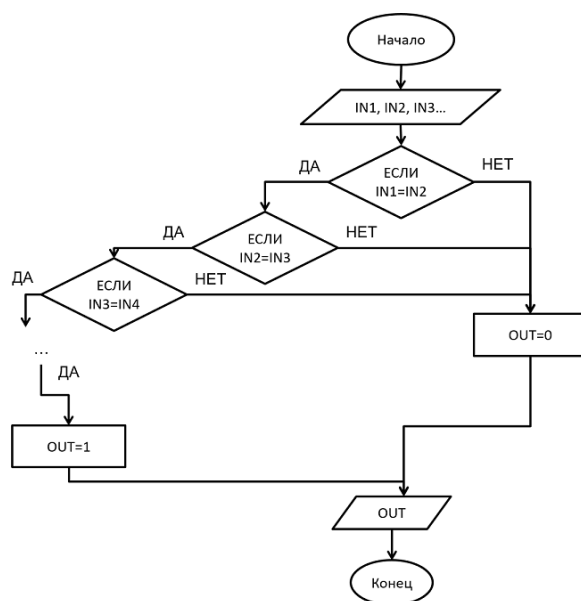 Начало
IN1, IN2, IN3...
ДА
ЕСЛИ
IN1=IN2
НЕТ
ДА
ЕСЛИ
IN2=IN3
НЕТ
ДА
ЕСЛИ
IN3=IN4
НЕТ
OUT=0
...
ДА
OUT=1
OUT
Конец